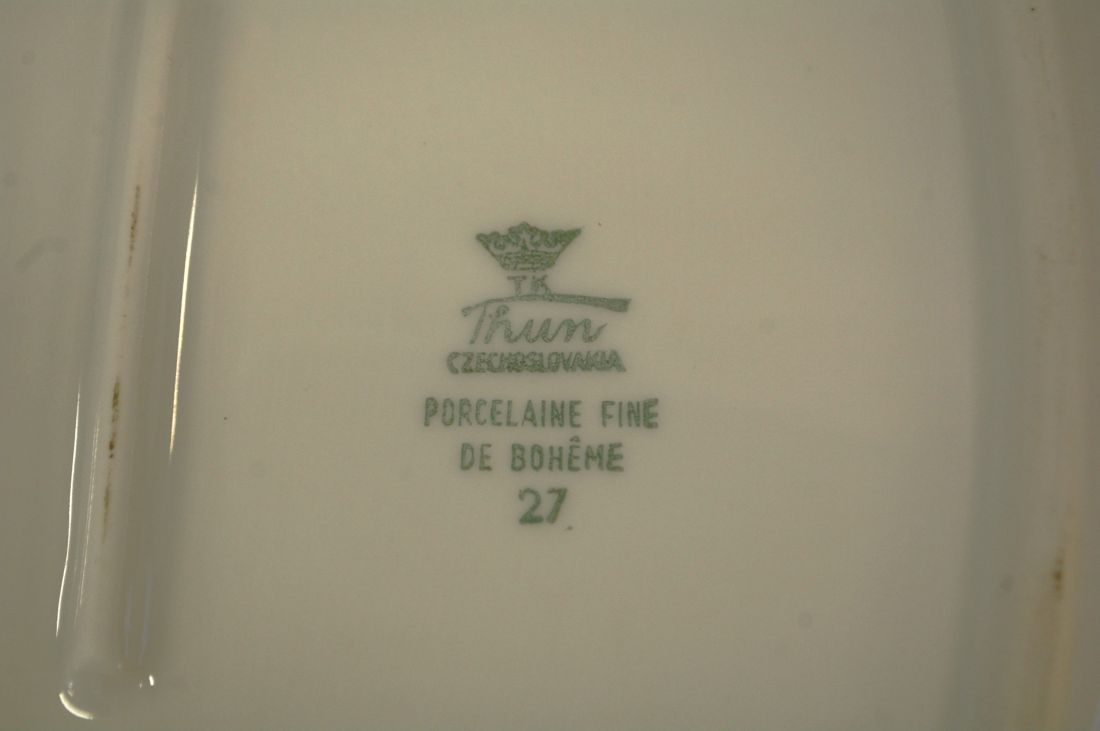 TK
Thun
CZECHOSLOVAKIA
PORCELAINE FINE
DE BOHÊME
27